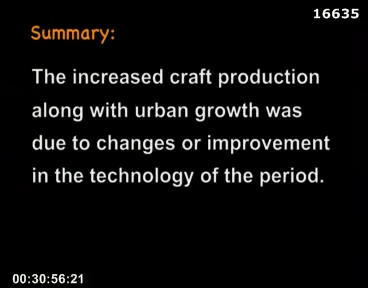 16635
Summary:
The increased craft production
along with urban growth was
due to changes or improvement
in the technology of the period.
00:30:56:21